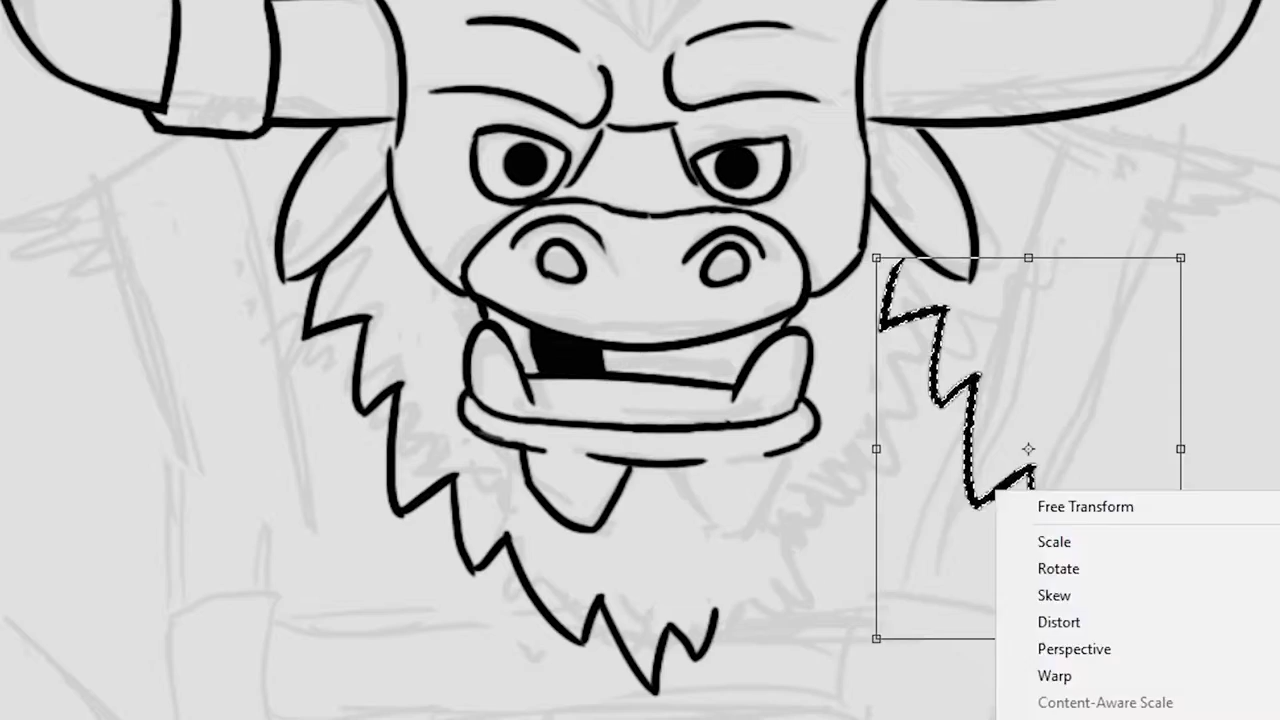 Free Transform
Scale
Rotate
Skew
Distort
Perspective
Warp
Content-Aware Scale